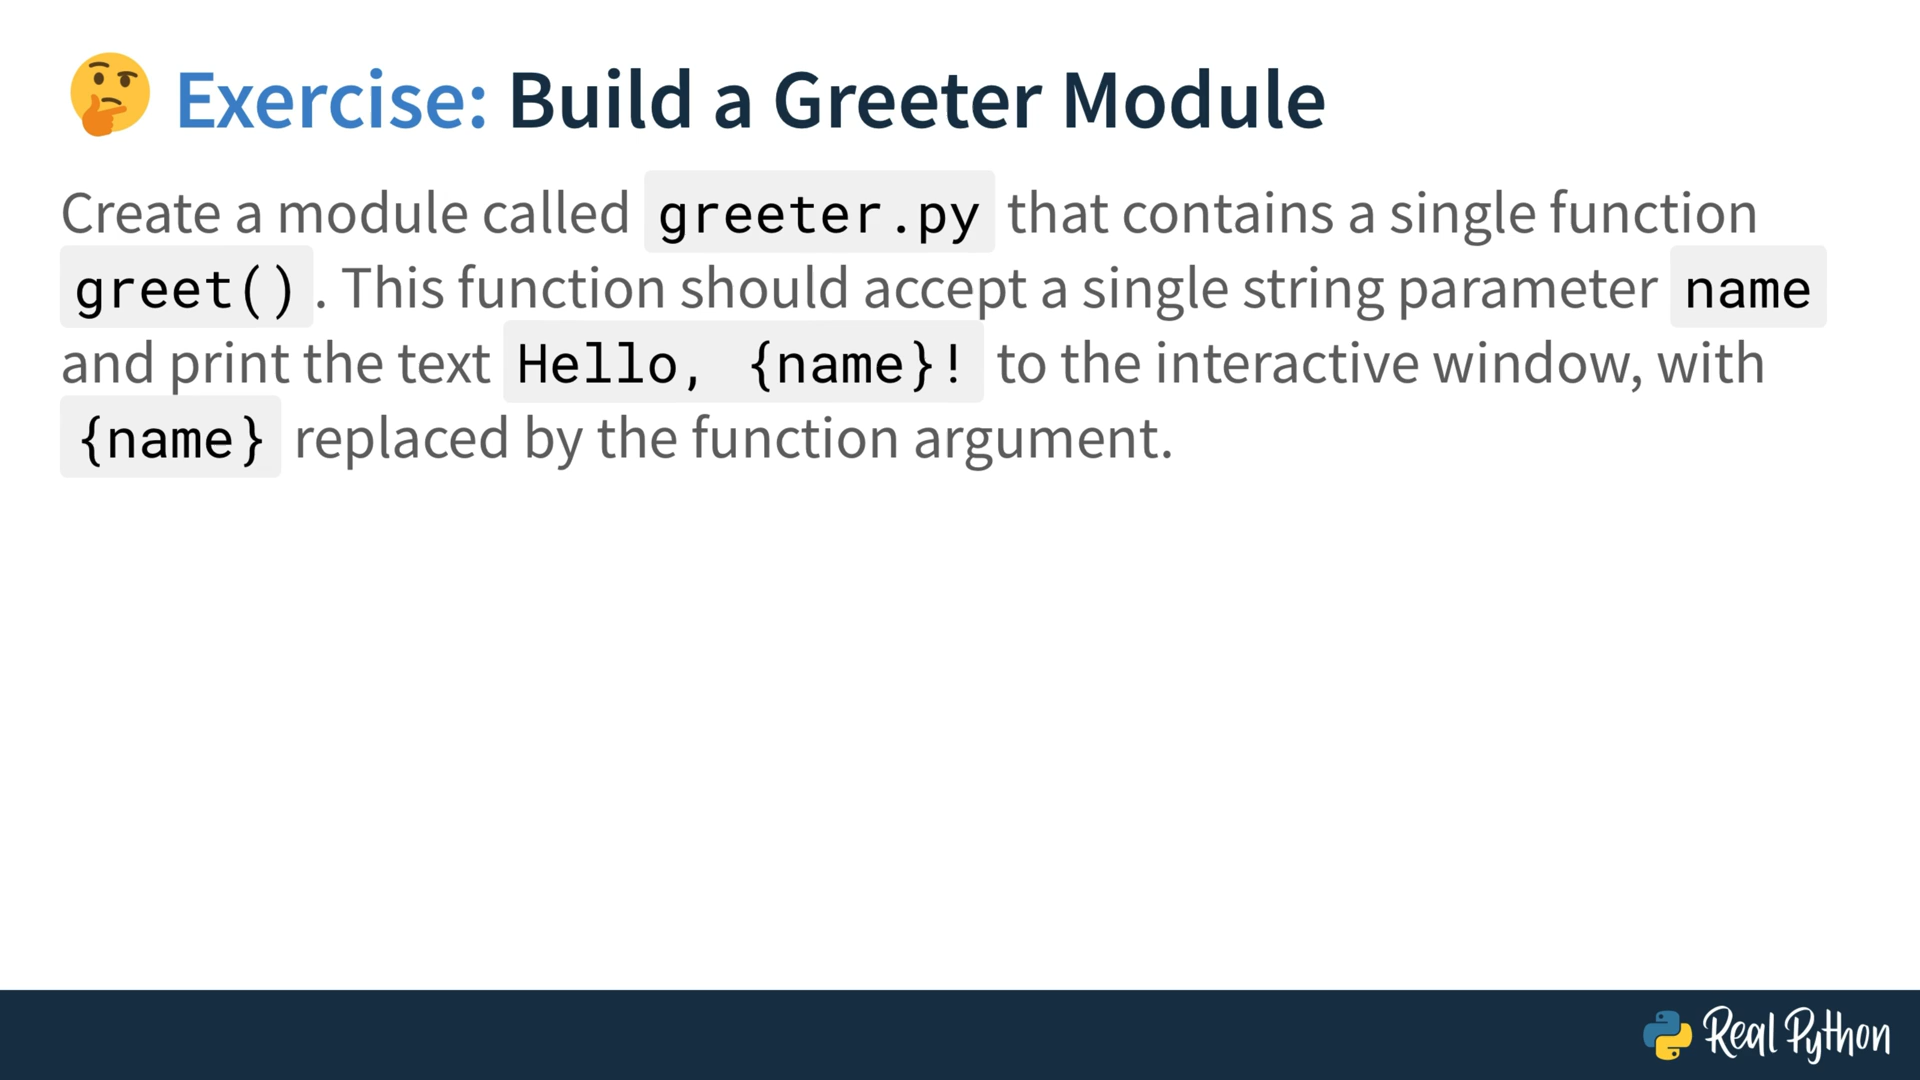 Exercise: Build a Greeter Module
Create a module called greeter.py that contains a single function
greet(). This function should accept a single string parameter name
and print the text Hello, {name}! to the interactive window, with
{name} replaced by the function argument.
Real Python